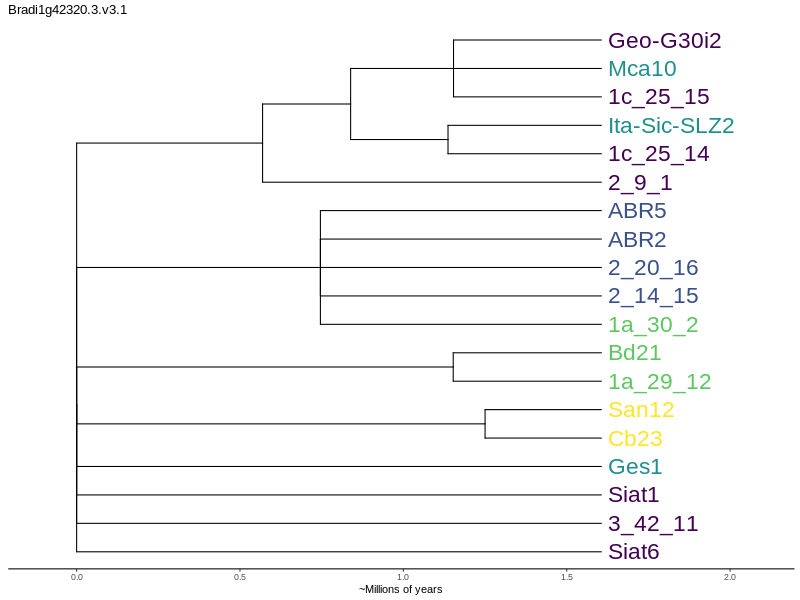 Bradi1g42320.3.v3.1
Geo-G30i2
Mca10
1c_25_15
Ita-Sic-SLZ2
1c_25_14
2_9_1
ABR5
ABR2
2_20_16
2_14_15
1a_30_2
Bd21
1a_29_12
San12
Cb23
Ges1
Siat1
3_42_11
Siat6
0.0 0.5 1.0 1.5 2.0
~Millions of years